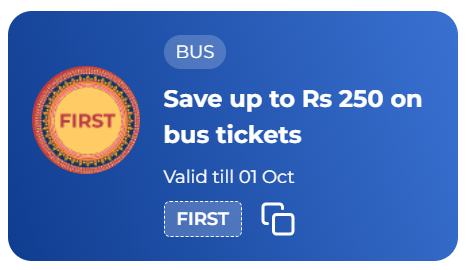 BUS
FIRST
Save up to Rs 250 on
bus tickets
Valid till 01 Oct
FIRST